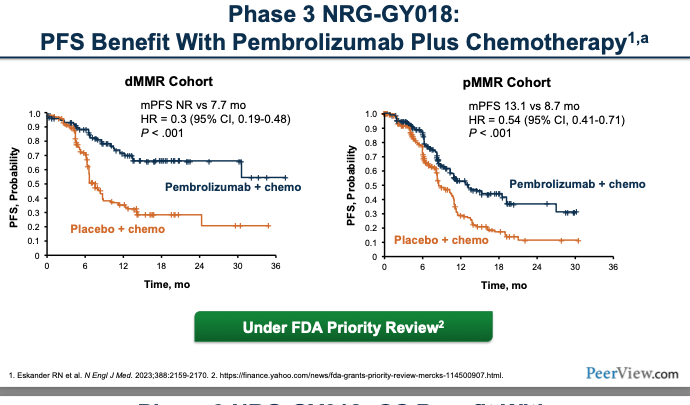 Phase 3 NRG-GY018:
PFS Benefit With Pembrolizumab Plus Chemotherapy1,a
dMMR Cohort
mPFS NR vs 7.7 mo
HR = 0.3 (95% CI, 0.19-0.48)
P < .001
PFS, Probability
1.0
0.9
0.8
0.7
0.6
0.5
0.4
0.3
0.2
0.1
0
Pembrolizumab + chemo
Placebo + chemo
0 6 12 18 24 30 36
Time, mo
pMMR Cohort
mPFS 13.1 vs 8.7 mo
HR = 0.54 (95% CI, 0.41-0.71)
P < .001
PFS, Probability
1.0
0.9
0.8
0.7
0.6
0.5
0.4
0.3
0.2
0.1
0
Pembrolizumab + chemo
Placebo + chemo
0 6 12 18 24 30 36
Time, mo
Under FDA Priority Review2
1. Eskander RN et al. N Engl J Med. 2023;388:2159-2170. 2. https://finance.yahoo.com/news/fda-grants-priority-review-mercks-114500907.html.
PeerView.com